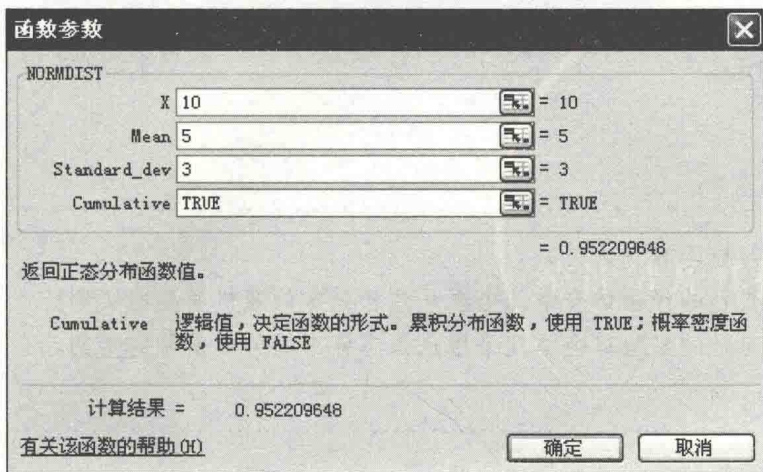 函数参数
NORMDIST
X 10 = 10
Mean 5 = 5
Standard_dev 3 = 3
Cumulative TRUE = TRUE
= 0.952209648
返回正态分布函数值。
Cumulative 逻辑值，决定函数的形式。累积分布函数，使用 TRUE；概率密度函
数，使用 FALSE
计算结果 = 0.952209648
有关该函数的帮助(H) 确定 取消